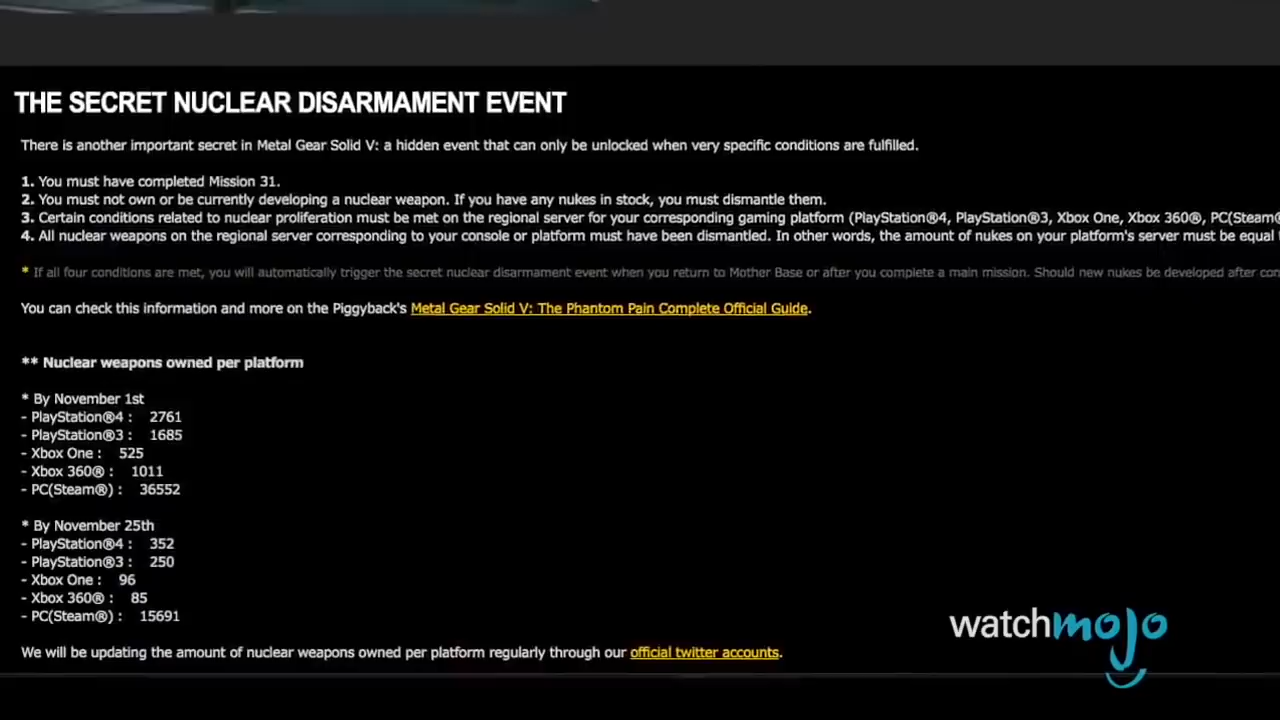 THE SECRET NUCLEAR DISARMAMENT EVENT
There is another important secret in Metal Gear Solid V: a hidden event that can only be unlocked when very specific conditions are fulfilled.
1. You must have completed Mission 31.
2. You must not own or be currently developing a nuclear weapon. If you have any nukes in stock, you must dismantle them.
3. Certain conditions related to nuclear proliferation must be met on the regional server for your corresponding gaming platform (PlayStation®4, PlayStation®3, Xbox One, Xbox 360®, PC(Steam®
4. All nuclear weapons on the regional server corresponding to your console or platform must have been dismantled. In other words, the amount of nukes on your platform's server must be equal
* If all four conditions are met, you will automatically trigger the secret nuclear disarmament event when you return to Mother Base or after you complete a main mission. Should new nukes be developed after
You can check this information and more on the Piggyback's Metal Gear Solid V: The Phantom Pain Complete Official Guide.
** Nuclear weapons owned per platform
* By November 1st
- PlayStation®4 : 2761
- PlayStation®3 : 1685
- Xbox One : 525
- Xbox 360® : 1011
- PC(Steam®) : 36552
* By November 25th
- PlayStation®4 : 352
- PlayStation®3 : 250
- Xbox One : 96
- Xbox 360® : 85
- PC(Steam®) : 15691
watchmojo
We will be updating the amount of nuclear weapons owned per platform regularly through our official twitter accounts.